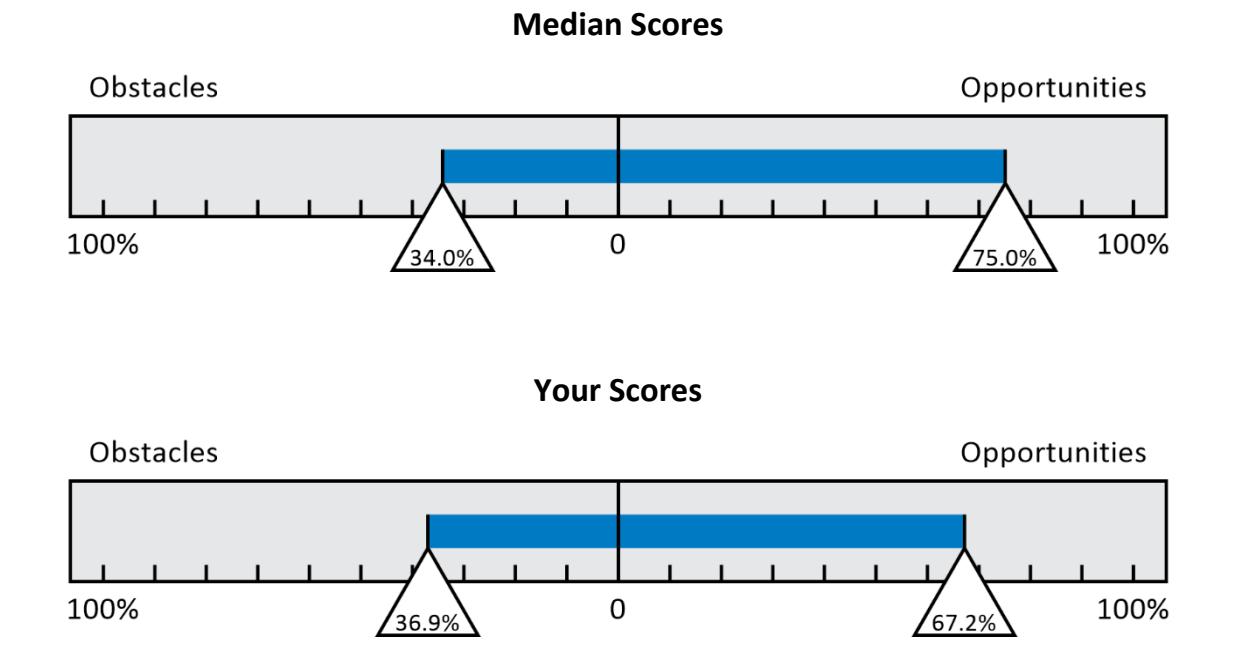 Median Scores
Obstacles Opportunities
100% 34.0% 0 75.0% 100%
Your Scores
Obstacles Opportunities
100% 36.9% 0 67.2% 100%